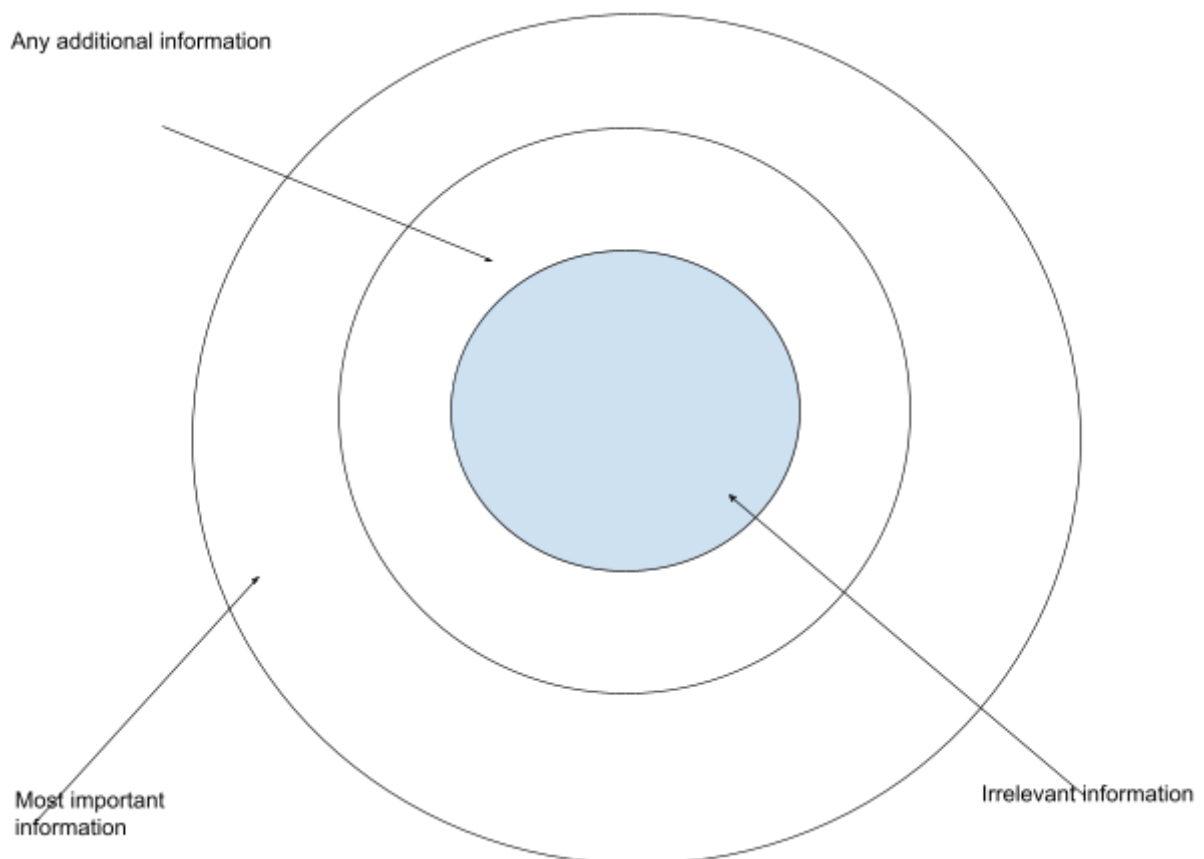 Any additional information
Most important
information
Irrelevant information